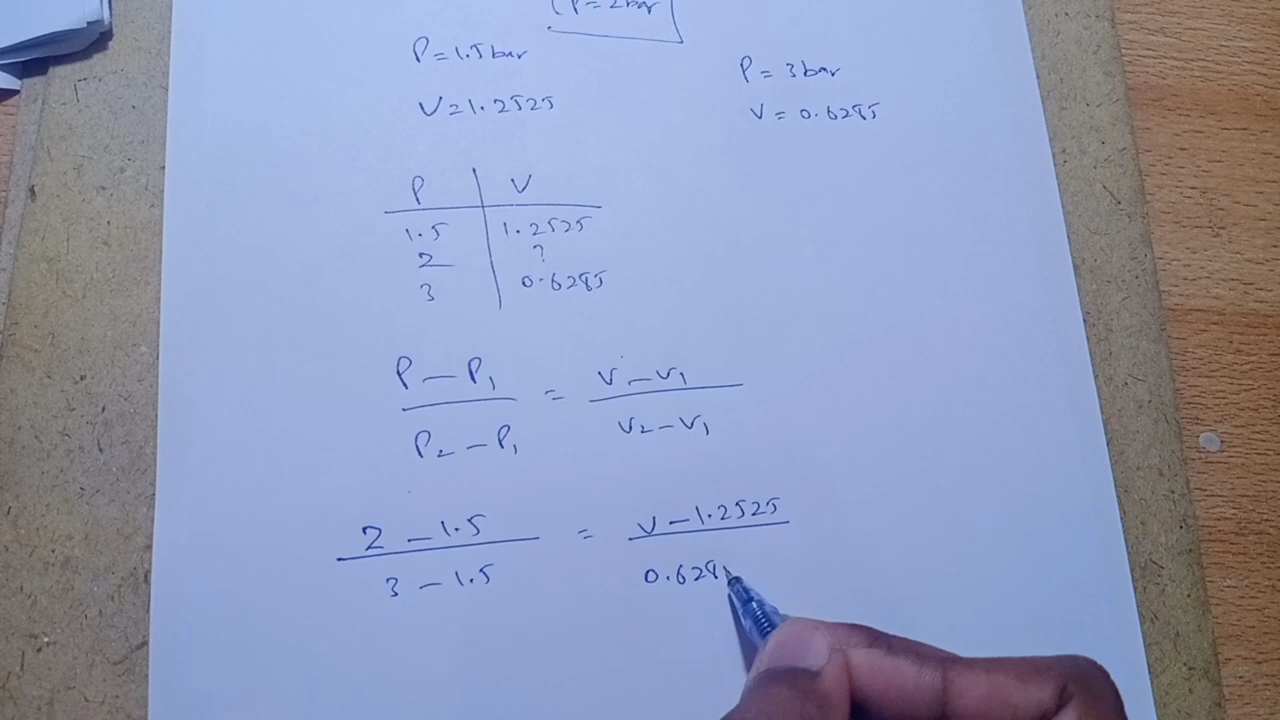 P = 2bar
P = 1.5 bar
V = 1.2525
P = 3 bar
V = 0.6285
P | V
1.5 | 1.2525
2 | ?
3 | 0.6285
P - P₁ / P₂ - P₁ = V - V₁ / V₂ - V₁
2 - 1.5 / 3 - 1.5 = V - 1.2525 / 0.628